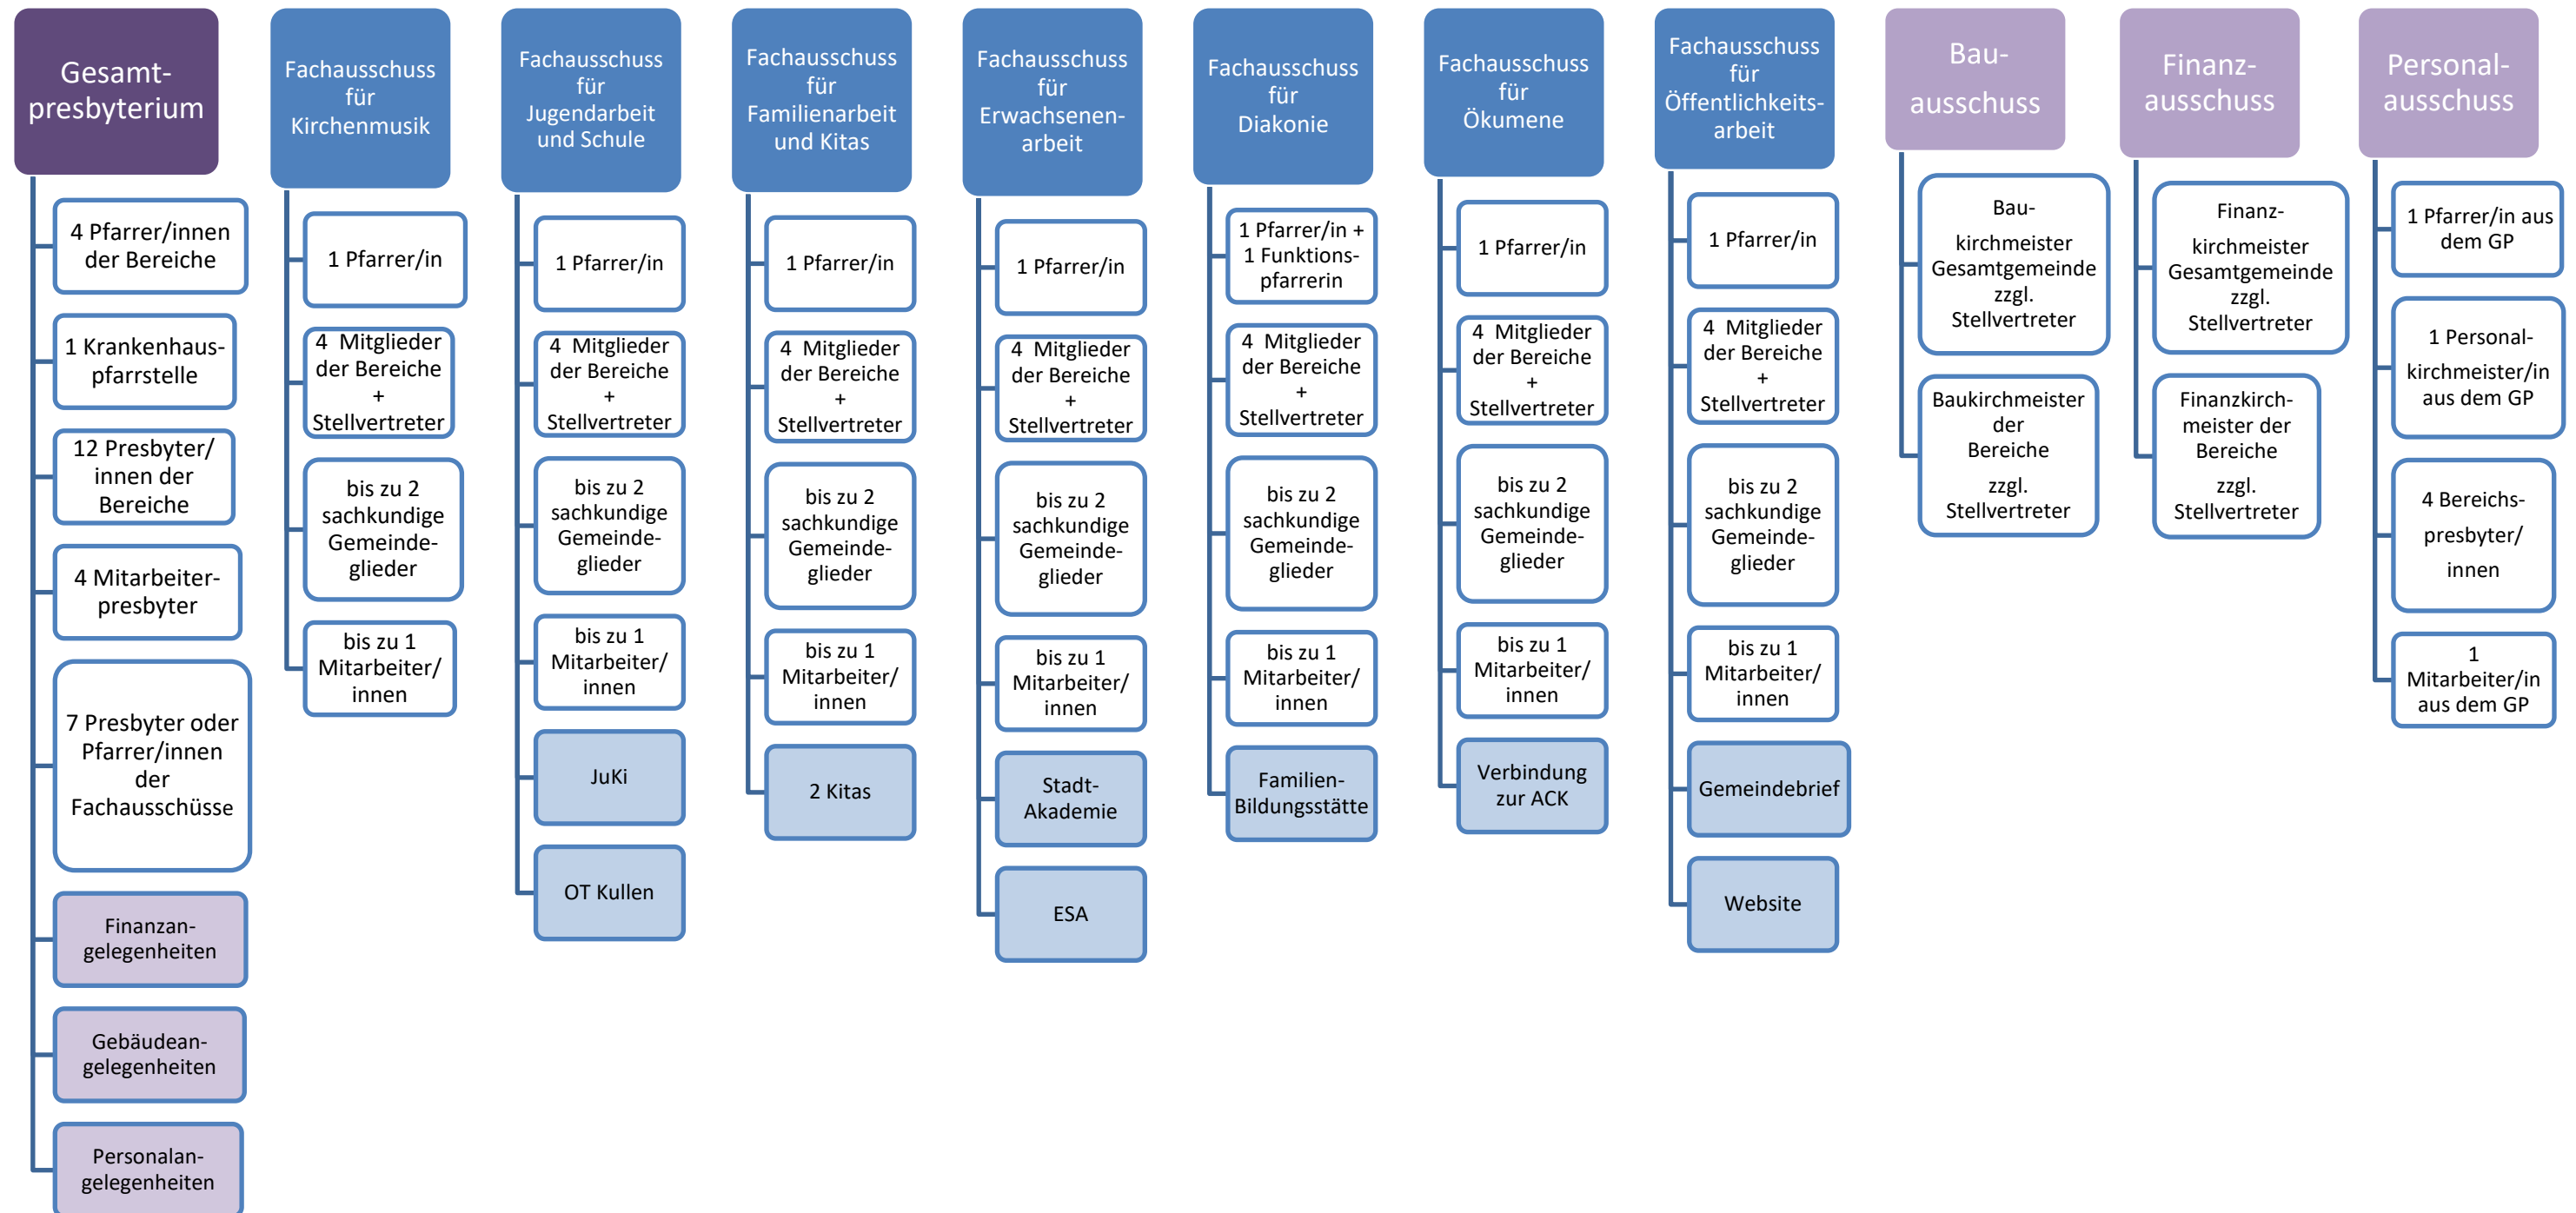 Gesamt-
presbyterium
4 Pfarrer/innen
der Bereiche
1 Krankenhaus-
pfarrstelle
12 Presbyter/
innen der
Bereiche
4 Mitarbeiter-
presbyter
7 Presbyter oder
Pfarrer/innen
der
Fachausschüsse
Finanzan-
gelegenheiten
Gebäudean-
gelegenheiten
Personalan-
gelegenheiten
Fachausschuss
für
Kirchenmusik
1 Pfarrer/in
4 Mitglieder
der Bereiche
+
Stellvertreter
bis zu 2
sachkundige
Gemeinde-
glieder
bis zu 1
Mitarbeiter/
innen
Fachausschuss
für
Jugendarbeit
und Schule
1 Pfarrer/in
4 Mitglieder
der Bereiche
+
Stellvertreter
bis zu 2
sachkundige
Gemeinde-
glieder
bis zu 1
Mitarbeiter/
innen
JuKi
OT Kullen
Fachausschuss
für
Familienarbeit
und Kitas
1 Pfarrer/in
4 Mitglieder
der Bereiche
+
Stellvertreter
bis zu 2
sachkundige
Gemeinde-
glieder
bis zu 1
Mitarbeiter/
innen
2 Kitas
Fachausschuss
für
Erwachsenen-
arbeit
1 Pfarrer/in
4 Mitglieder
der Bereiche
+
Stellvertreter
bis zu 2
sachkundige
Gemeinde-
glieder
bis zu 1
Mitarbeiter/
innen
Stadt-
Akademie
ESA
Fachausschuss
für
Diakonie
1 Pfarrer/in +
1 Funktions-
pfarrerin
4 Mitglieder
der Bereiche
+
Stellvertreter
bis zu 2
sachkundige
Gemeinde-
glieder
bis zu 1
Mitarbeiter/
innen
Familien-
Bildungsstätte
Fachausschuss
für
Ökumene
1 Pfarrer/in
4 Mitglieder
der Bereiche
+
Stellvertreter
bis zu 2
sachkundige
Gemeinde-
glieder
bis zu 1
Mitarbeiter/
innen
Verbindung
zur ACK
Fachausschuss
für
Öffentlichkeits-
arbeit
1 Pfarrer/in
4 Mitglieder
der Bereiche
+
Stellvertreter
bis zu 2
sachkundige
Gemeinde-
glieder
bis zu 1
Mitarbeiter/
innen
Gemeindebrief
Website
Bau-
ausschuss
Bau-
kirchmeister
Gesamtgemeinde
zzgl.
Stellvertreter
Baukirchmeister
der
Bereiche
zzgl.
Stellvertreter
Finanz-
ausschuss
Finanz-
kirchmeister
Gesamtgemeinde
zzgl.
Stellvertreter
Finanzkirch-
meister der
Bereiche
zzgl.
Stellvertreter
Personal-
ausschuss
1 Pfarrer/in aus
dem GP
1 Personal-
kirchmeister/in
aus dem GP
4 Bereichs-
presbyter/
innen
1
Mitarbeiter/in
aus dem GP